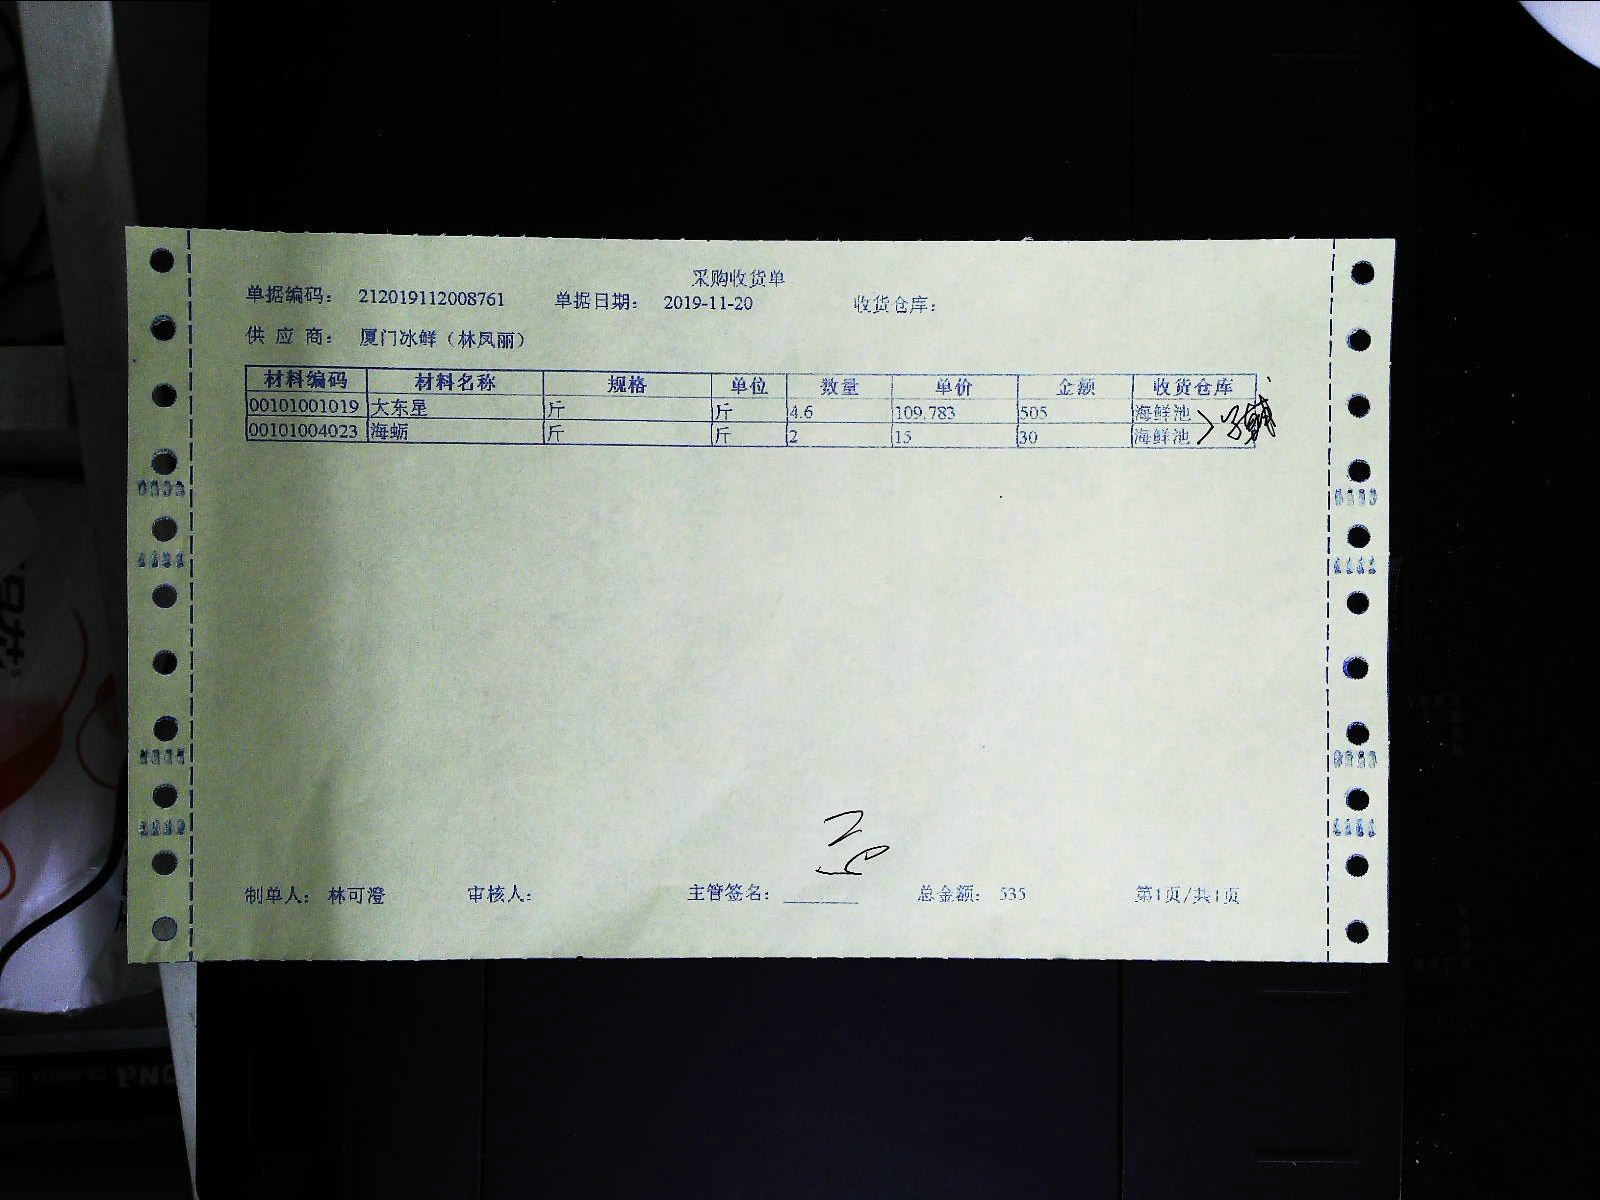 采购收货单
单据编码： 212019112008761 单据日期： 2019-11-20 收货仓库：
供 应 商： 厦门冰鲜（林凤丽）
材料编码 材料名称 规格 单位 数量 单价 金额 收货仓库
00101001019 大东星 斤 斤 4.6 109.783 505 海鲜池
00101004023 海蛎 斤 斤 2 15 30 海鲜池
制单人： 林可澄 审核人： 主管签名： 总金额： 535 第1页/共1页